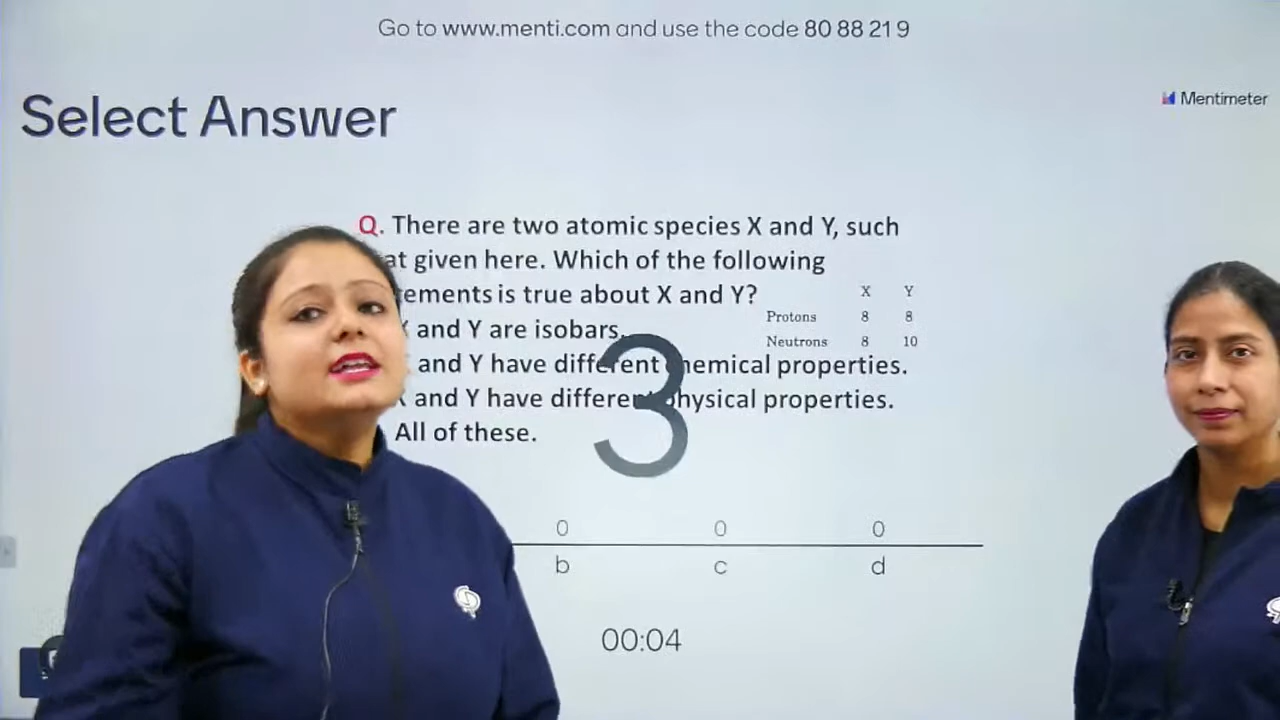 Go to www.menti.com and use the code 80 88 21 9
Mentimeter
Select Answer
Q. There are two atomic species X and Y, such
at given here. Which of the following
ements is true about X and Y?
X Y
Protons 8 8
Neutrons 8 10
and Y are isobars.
and Y have different chemical properties.
and Y have different physical properties.
All of these.
3
0 0 0
b c d
00:04